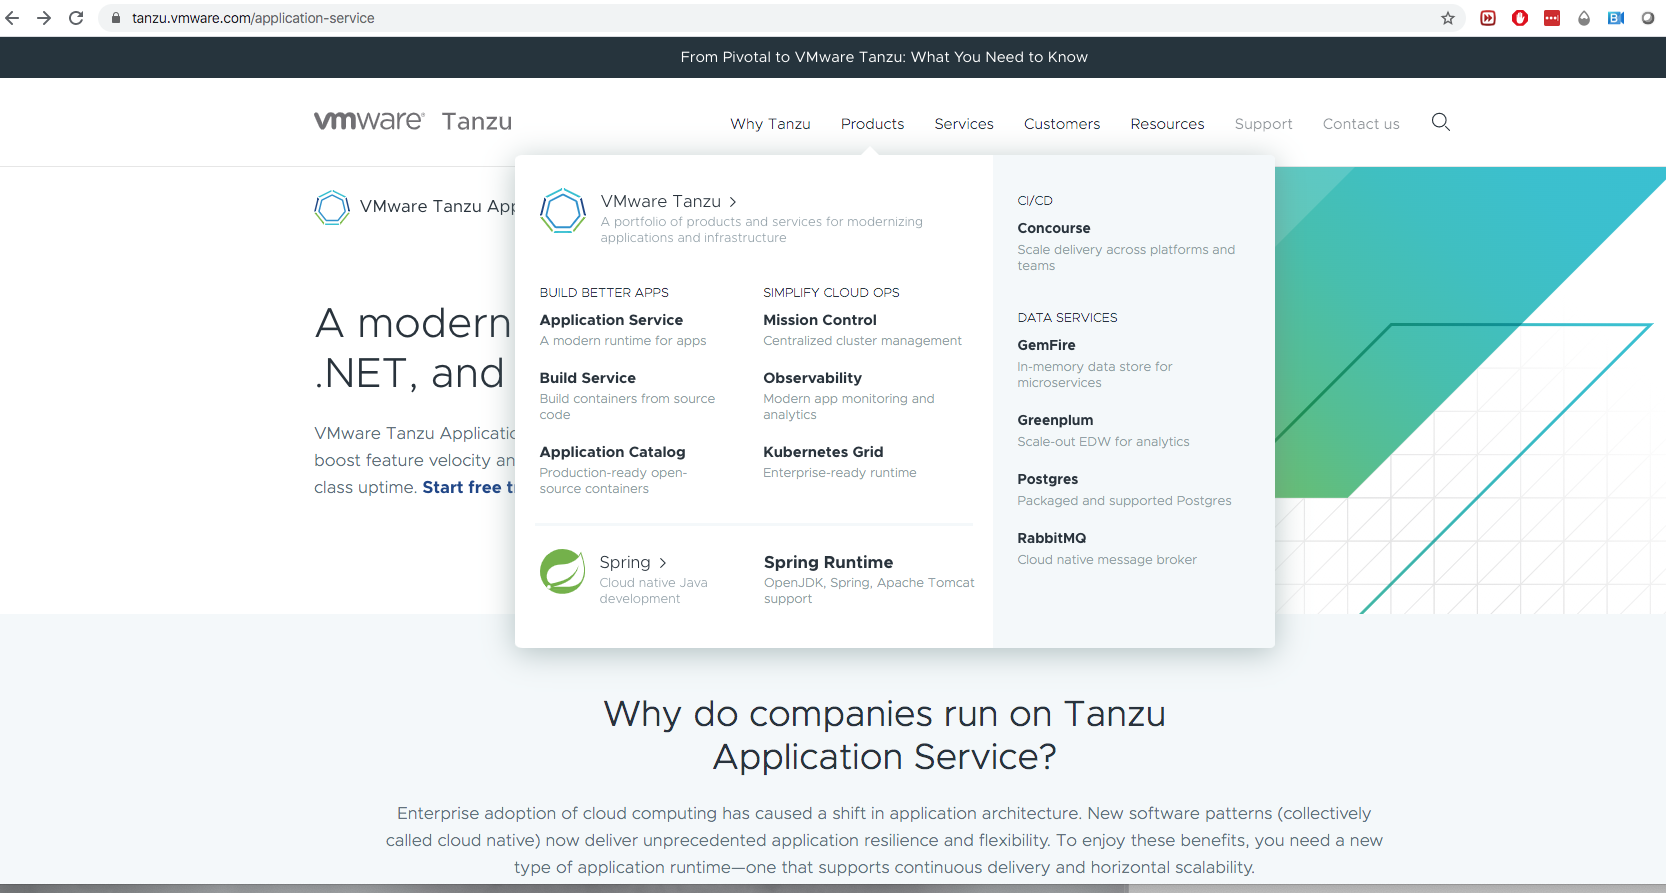 tanzu.vmware.com/application-service
From Pivotal to VMware Tanzu: What You Need to Know
vmware Tanzu
Why Tanzu
Products
Services
Customers
Resources
Support
Contact us
VMware Tanzu App
A modern
.NET, and
VMware Tanzu Applicatio
boost feature velocity an
class uptime. Start free t
VMware Tanzu >
A portfolio of products and services for modernizing
applications and infrastructure
BUILD BETTER APPS
Application Service
A modern runtime for apps
Build Service
Build containers from source
code
Application Catalog
Production-ready open-
source containers
SIMPLIFY CLOUD OPS
Mission Control
Centralized cluster management
Observability
Modern app monitoring and
analytics
Kubernetes Grid
Enterprise-ready runtime
Spring >
Cloud native Java
development
Spring Runtime
OpenJDK, Spring, Apache Tomcat
support
CI/CD
Concourse
Scale delivery across platforms and
teams
DATA SERVICES
GemFire
In-memory data store for
microservices
Greenplum
Scale-out EDW for analytics
Postgres
Packaged and supported Postgres
RabbitMQ
Cloud native message broker
Why do companies run on Tanzu
Application Service?
Enterprise adoption of cloud computing has caused a shift in application architecture. New software patterns (collectively
called cloud native) now deliver unprecedented application resilience and flexibility. To enjoy these benefits, you need a new
type of application runtime—one that supports continuous delivery and horizontal scalability.